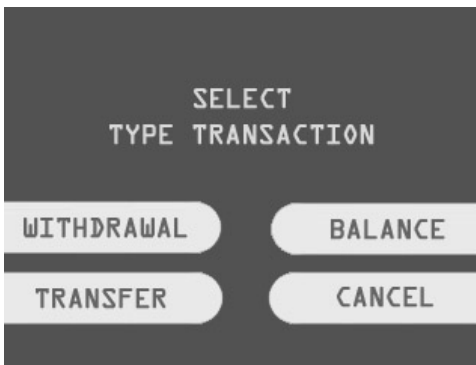 SELECT
TYPE TRANSACTION
WITHDRAWAL
BALANCE
TRANSFER
CANCEL